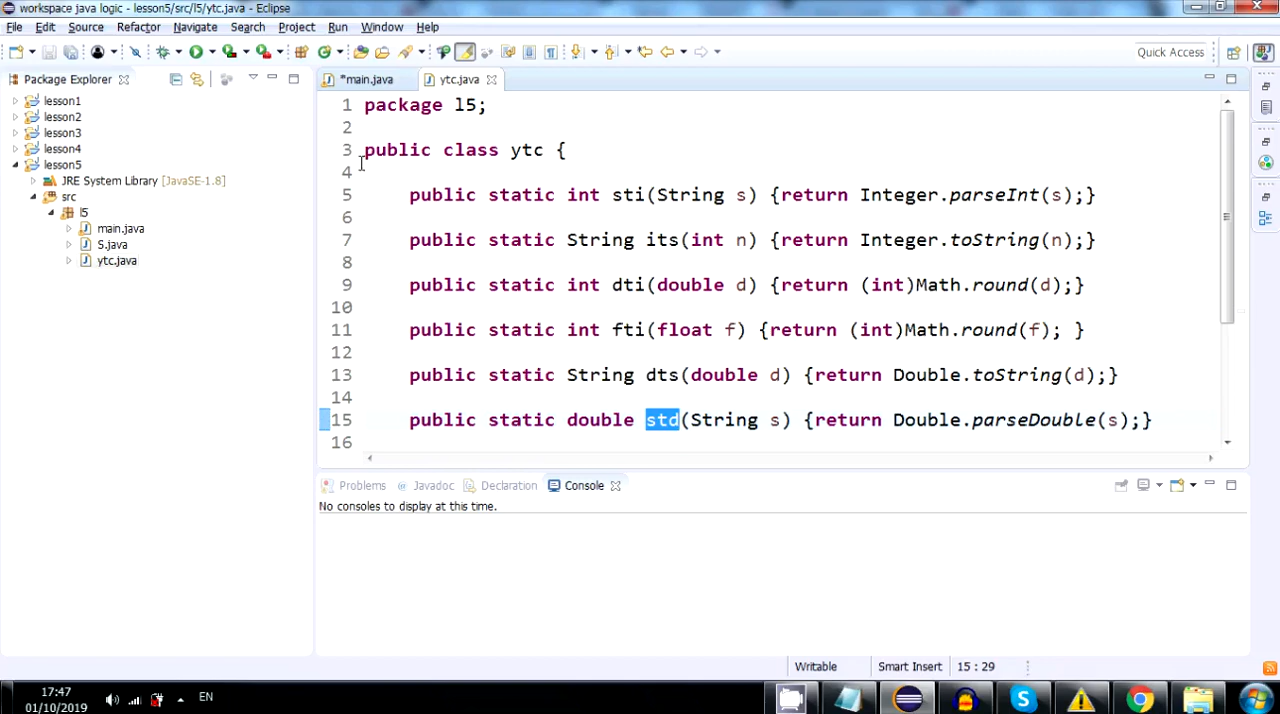 workspace java logic - lesson5/src/l5/ytc.java - Eclipse
File Edit Source Refactor Navigate Search Project Run Window Help
Quick Access
Package Explorer
*main.java ytc.java
lesson1
lesson2
lesson3
lesson4
lesson5
JRE System Library [JavaSE-1.8]
src
l5
main.java
S.java
ytc.java
1 package l5;
2
3 public class ytc {
4
5 public static int sti(String s) {return Integer.parseInt(s);}
6
7 public static String its(int n) {return Integer.toString(n);}
8
9 public static int dti(double d) {return (int)Math.round(d);}
10
11 public static int fti(float f) {return (int)Math.round(f); }
12
13 public static String dts(double d) {return Double.toString(d);}
14
15 public static double std(String s) {return Double.parseDouble(s);}
16
Problems @ Javadoc Declaration Console
No consoles to display at this time.
Writable Smart Insert 15 : 29
17:47
01/10/2019
EN